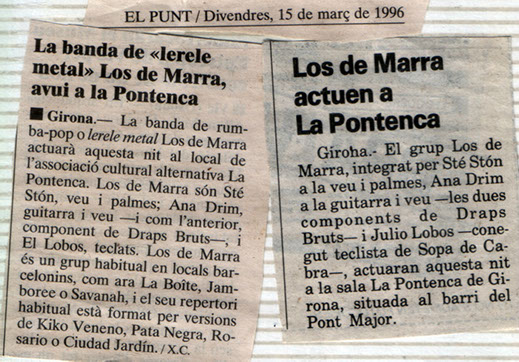 EL PUNT / Divendres, 15 de març de 1996
La banda de «lerele
metal» Los de Marra,
avui a la Pontenca
■ Girona.— La banda de rum-
ba-pop o lerele metal Los de Marra
actuarà aquesta nit al local de
l'associació cultural alternativa La
Pontenca. Los de Marra són Sté
Stón, veu i palmes; Ana Drim,
guitarra i veu —i com l'anterior,
component de Draps Bruts—, i
El Lobos, teclats. Los de Marra
és un grup habitual en locals bar-
celonins, com ara La Boîte, Jam-
boree o Savanah, i el seu repertori
habitual està format per versions
de Kiko Veneno, Pata Negra, Ro-
sario o Ciudad Jardín. / X.C.
Los de Marra
actuen a
La Pontenca
Giroha.- El grup Los de
Marra, integrat per Sté Stón
a la veu i palmes, Ana Drim
a la guitarra i veu —les dues
components de Draps
Bruts— i Julio Lobos —cone-
gut teclista de Sopa de Ca-
bra—, actuaran aquesta nit
a la sala La Pontenca de Gi-
rona, situada al barri del
Pont Major.